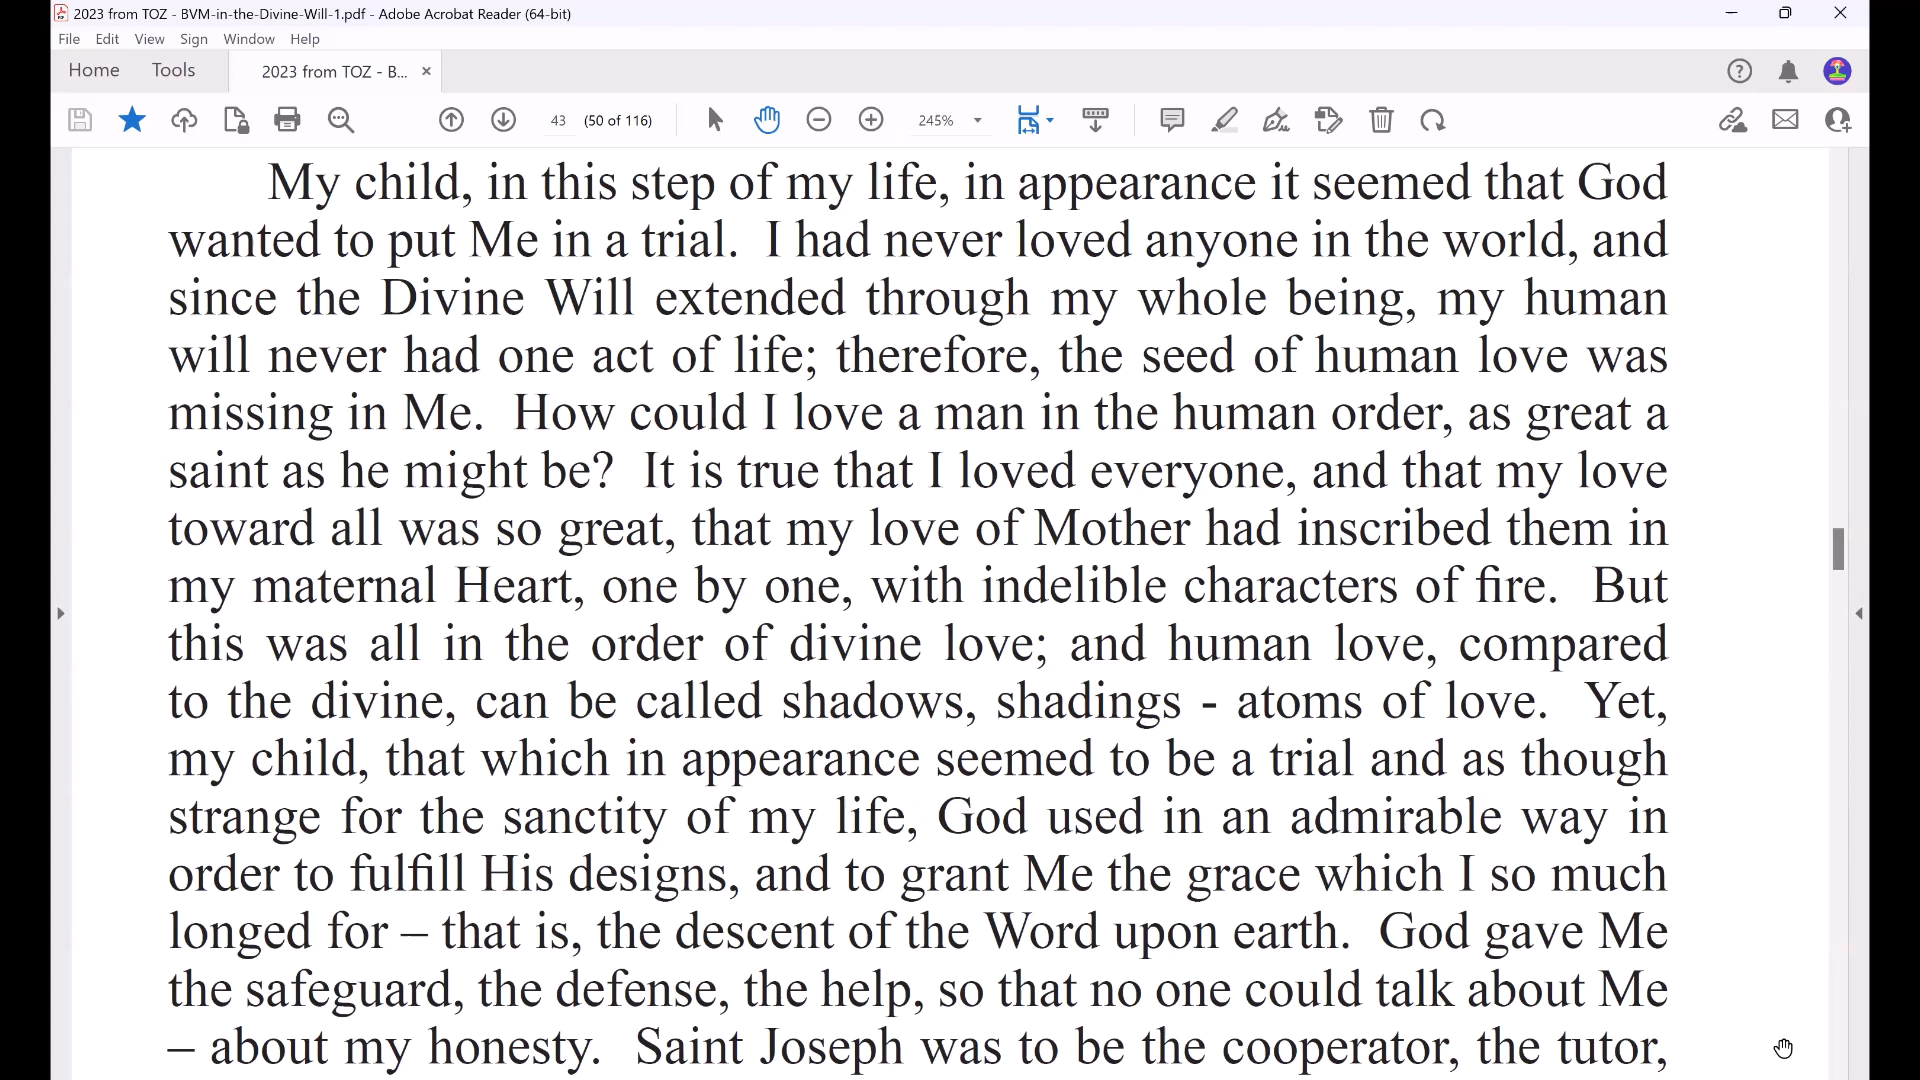 2023 from TOZ - BVM-in-the-Divine-Will-1.pdf - Adobe Acrobat Reader (64-bit)
File Edit View Sign Window Help
Home Tools 2023 from TOZ - B... ×
43 (50 of 116) 245%
My child, in this step of my life, in appearance it seemed that God
wanted to put Me in a trial. I had never loved anyone in the world, and
since the Divine Will extended through my whole being, my human
will never had one act of life; therefore, the seed of human love was
missing in Me. How could I love a man in the human order, as great a
saint as he might be? It is true that I loved everyone, and that my love
toward all was so great, that my love of Mother had inscribed them in
my maternal Heart, one by one, with indelible characters of fire. But
this was all in the order of divine love; and human love, compared
to the divine, can be called shadows, shadings - atoms of love. Yet,
my child, that which in appearance seemed to be a trial and as though
strange for the sanctity of my life, God used in an admirable way in
order to fulfill His designs, and to grant Me the grace which I so much
longed for – that is, the descent of the Word upon earth. God gave Me
the safeguard, the defense, the help, so that no one could talk about Me
– about my honesty. Saint Joseph was to be the cooperator, the tutor,